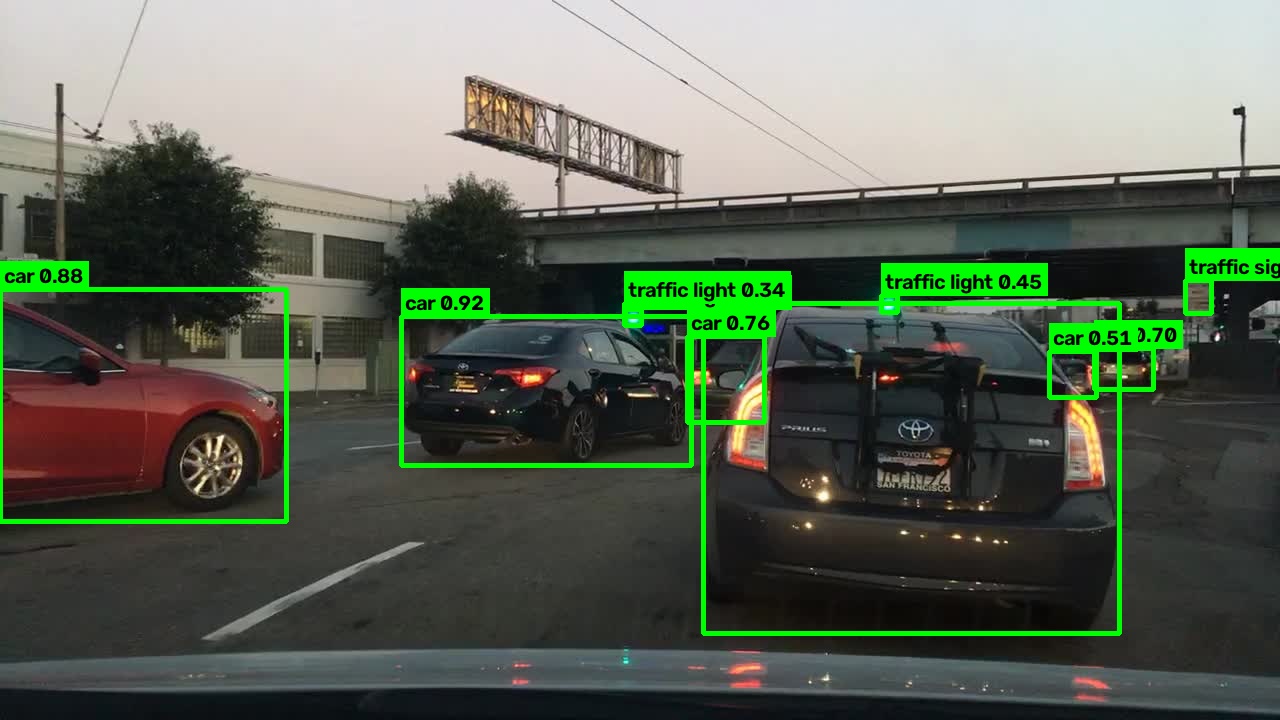 car 0.88
car 0.92
traffic light 0.34
car 0.76
traffic light 0.45
traffic sig
car 0.51
0.70
PRIUS
TOYOTA
SAN FRANCISCO